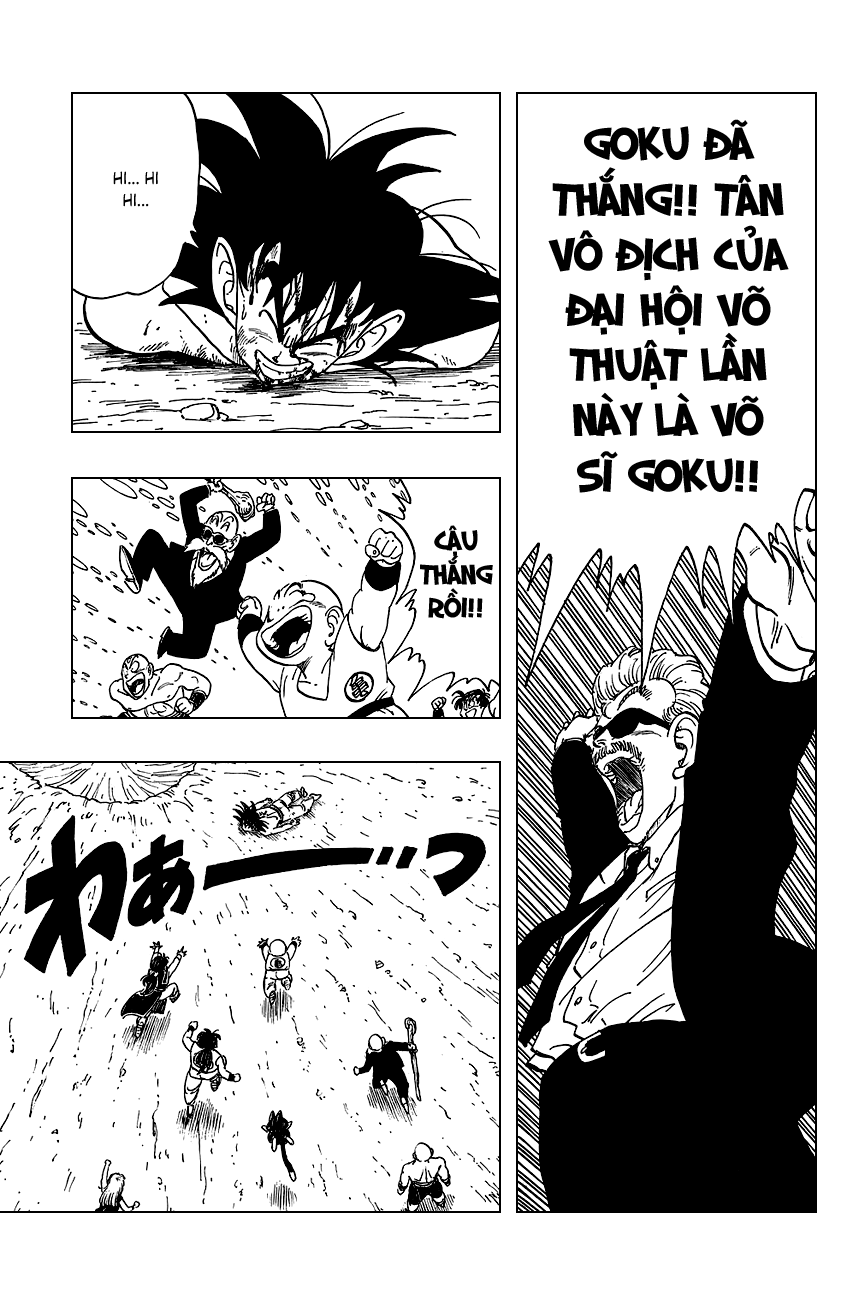 GOKU ĐÃ
THẮNG!! TÂN
VÔ ĐỊCH CỦA
ĐẠI HỘI VÕ
THUẬT LẦN
NÀY LÀ VÕ
SĨ GOKU!!
HI... HI
HI...
CẬU
THẮNG
RỒI!!
わあーーっ